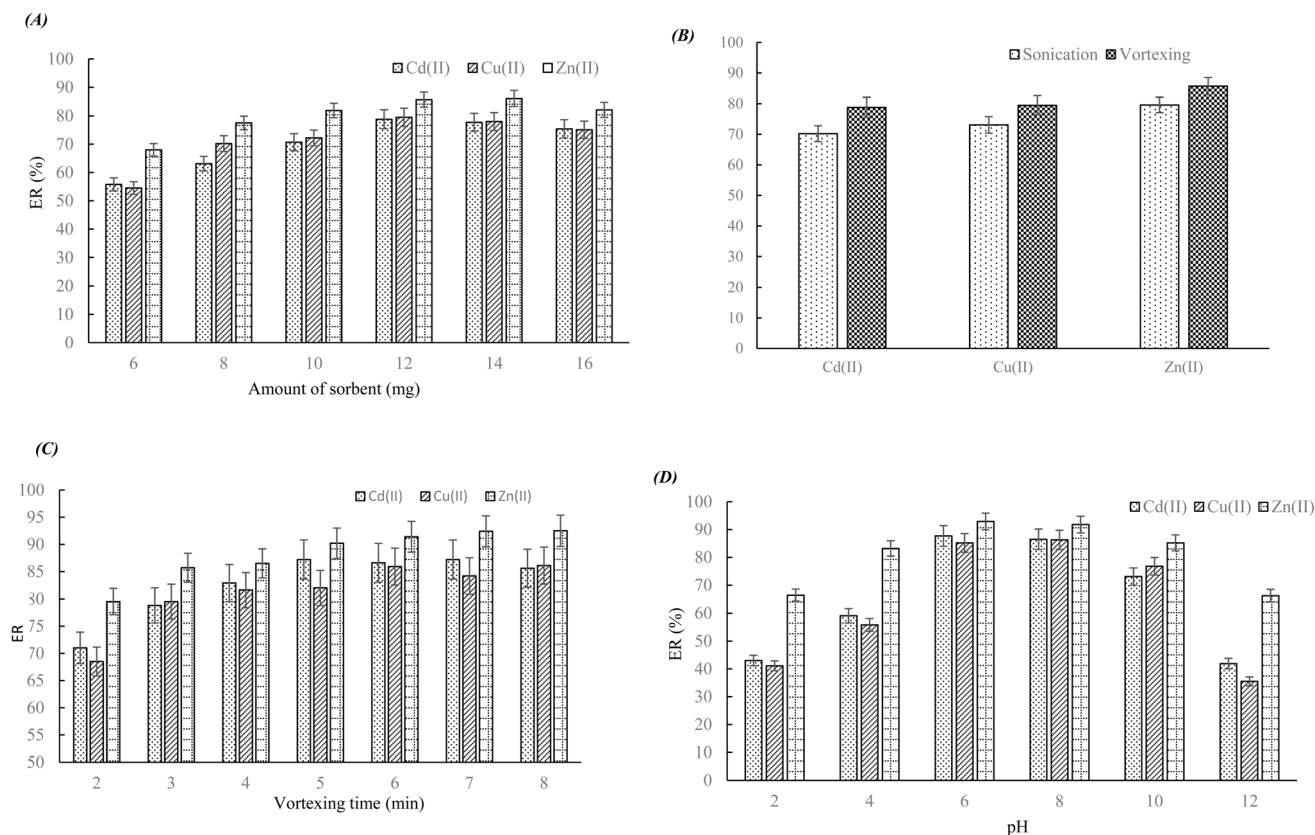 (A)
Cd(II) Cu(II) Zn(II)
100
90
80
70
60
50
40
30
20
10
0
ER (%)
6 8 10 12 14 16
Amount of sorbent (mg)
(B)
Sonication Vortexing
100
90
80
70
60
50
40
30
20
10
0
Cd(II) Cu(II) Zn(II)
(C)
Cd(II) Cu(II) Zn(II)
100
95
90
85
80
75
70
65
60
55
50
ER
2 3 4 5 6 7 8
Vortexing time (min)
(D)
Cd(II) Cu(II) Zn(II)
100
90
80
70
60
50
40
30
20
10
0
ER (%)
2 4 6 8 10 12
pH